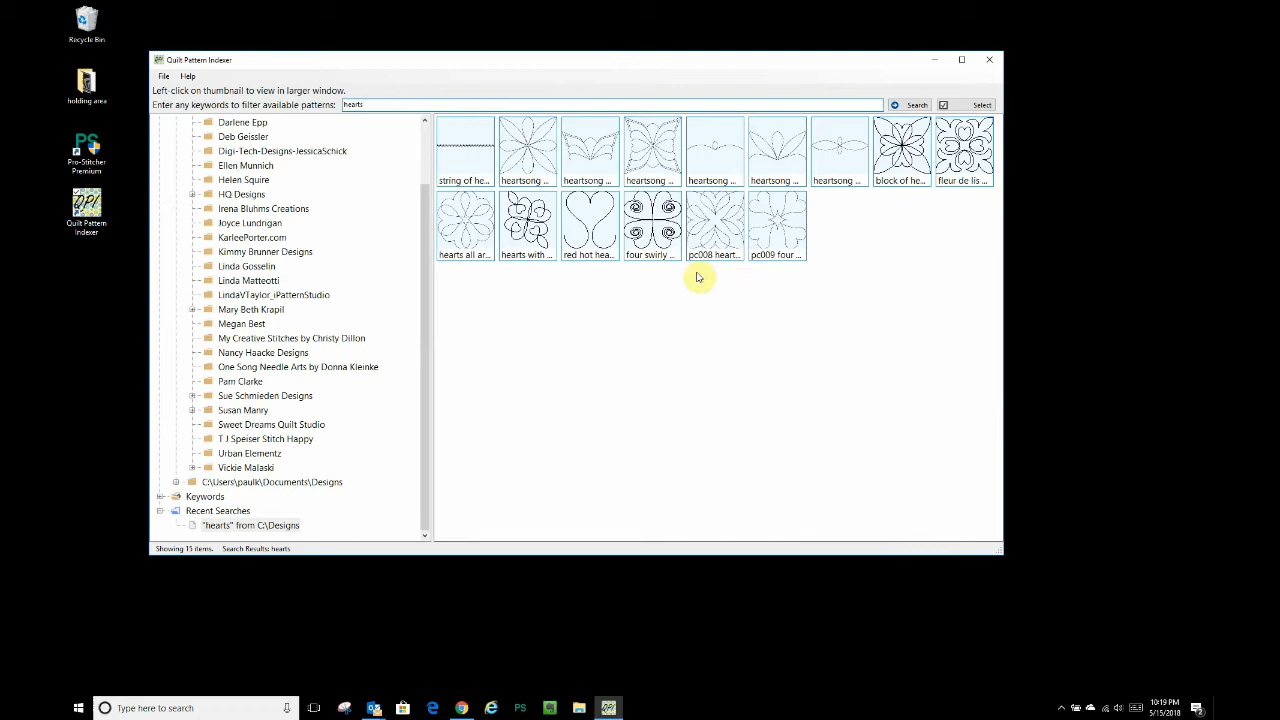 Recycle Bin
holding area
Pro-Stitcher
Premium
Quilt Pattern
Indexer
Quilt Pattern Indexer
File Help
Left-click on thumbnail to view in larger window.
Enter any keywords to filter available patterns: hearts Search Select
Darlene Epp
Deb Geissler
Digi-Tech-Designs-JessicaSchick
Ellen Munnich
Helen Squire
HQ Designs
Irena Bluhms Creations
Joyce Lundrigan
KarleePorter.com
Kimmy Brunner Designs
Linda Gosselin
Linda Matteotti
LindaVTaylor_iPatternStudio
Mary Beth Krapil
Megan Best
My Creative Stitches by Christy Dillon
Nancy Haacke Designs
One Song Needle Arts by Donna Kleinke
Pam Clarke
Sue Schmieden Designs
Susan Manry
Sweet Dreams Quilt Studio
T J Speiser Stitch Happy
Urban Elementz
Vickie Malaski
C:\Users\paulk\Documents\Designs
Keywords
Recent Searches
"hearts" from C:\Designs
string of he... heartsong ... heartsong ... heartsong ... heartsong ... heartsong ... heartsong ... block of he... fleur de lis ...
hearts all ar... hearts with ... red hot hea... four swirly ... pc008 heart... pc009 four ...
Showing 15 items. Search Results: hearts
Type here to search
10:19 PM
5/15/2018